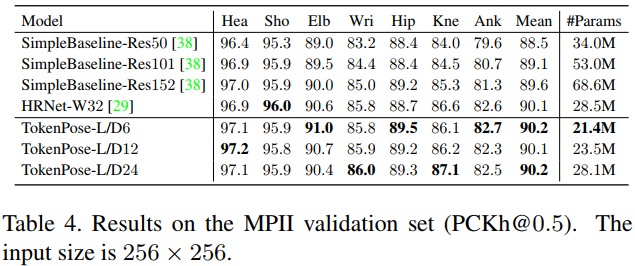 Model Hea Sho Elb Wri Hip Kne Ank Mean #Params
SimpleBaseline-Res50 [38] 96.4 95.3 89.0 83.2 88.4 84.0 79.6 88.5 34.0M
SimpleBaseline-Res101 [38] 96.9 95.9 89.5 84.4 88.4 84.5 80.7 89.1 53.0M
SimpleBaseline-Res152 [38] 97.0 95.9 90.0 85.0 89.2 85.3 81.3 89.6 68.6M
HRNet-W32 [29] 96.9 96.0 90.6 85.8 88.7 86.6 82.6 90.1 28.5M
TokenPose-L/D6 97.1 95.9 91.0 85.8 89.5 86.1 82.7 90.2 21.4M
TokenPose-L/D12 97.2 95.8 90.7 85.9 89.2 86.2 82.3 90.1 23.5M
TokenPose-L/D24 97.1 95.9 90.4 86.0 89.3 87.1 82.5 90.2 28.1M
Table 4. Results on the MPII validation set (PCKh@0.5). The
input size is 256 × 256.